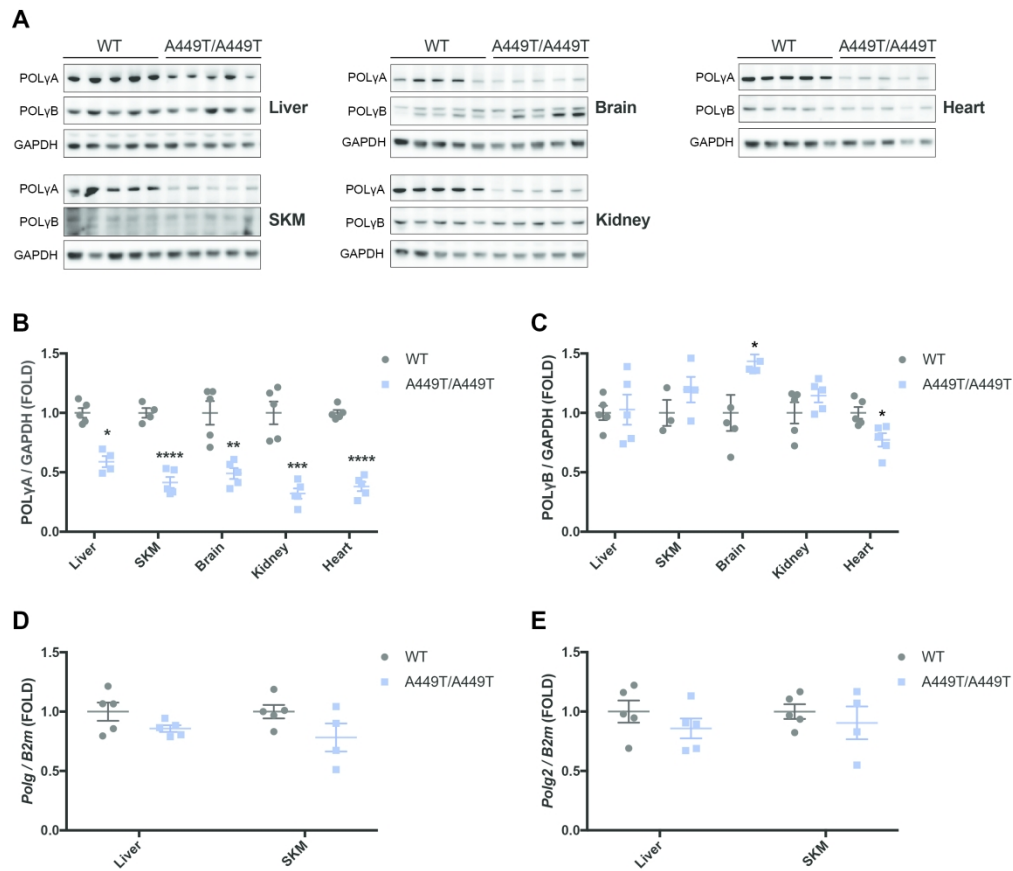 A
WT A449T/A449T
POLγA
POLγB
GAPDH
Liver
WT A449T/A449T
POLγA
POLγB
GAPDH
Brain
WT A449T/A449T
POLγA
POLγB
GAPDH
Heart
POLγA
POLγB
GAPDH
SKM
POLγA
POLγB
GAPDH
Kidney
B
POLγA / GAPDH (FOLD)
1.5
1.0
0.5
0.0
* **** ** *** ****
Liver SKM Brain Kidney Heart
WT
A449T/A449T
C
POLγB / GAPDH (FOLD)
1.5
1.0
0.5
0.0
* *
Liver SKM Brain Kidney Heart
WT
A449T/A449T
D
Polg / B2m (FOLD)
1.5
1.0
0.5
0.0
Liver SKM
WT
A449T/A449T
E
Polg2 / B2m (FOLD)
1.5
1.0
0.5
0.0
Liver SKM
WT
A449T/A449T